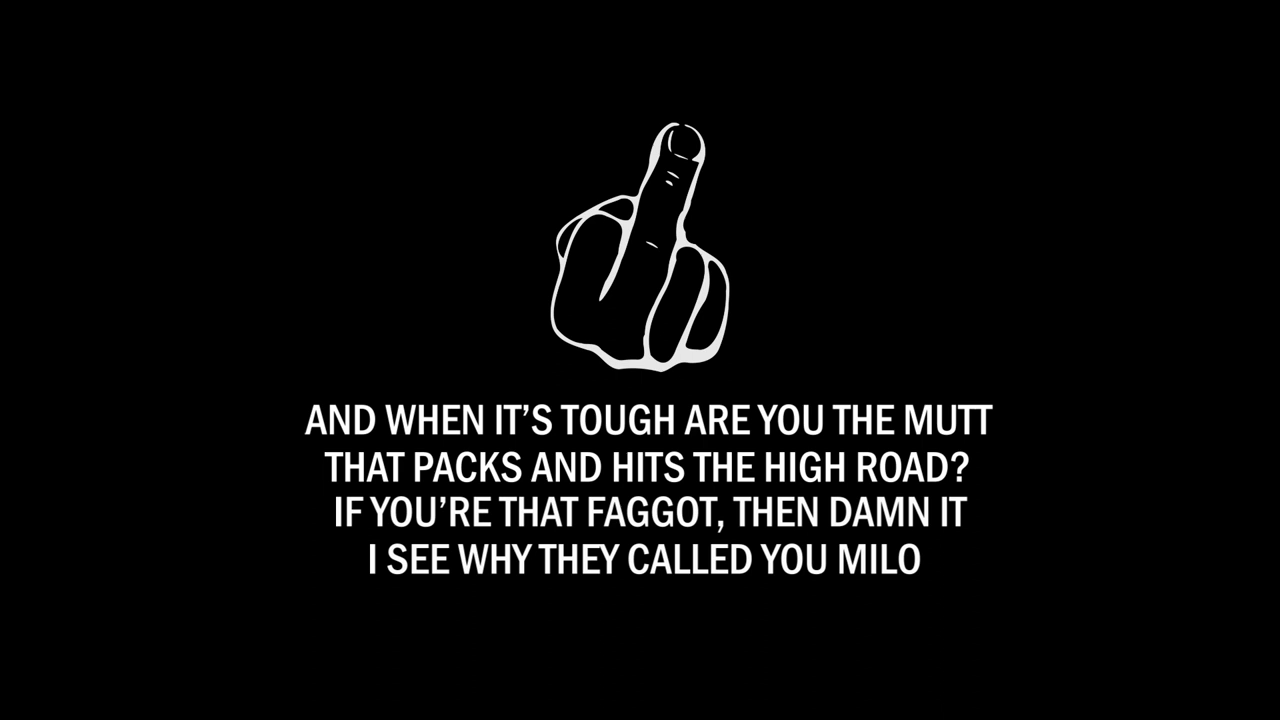 AND WHEN IT'S TOUGH ARE YOU THE MUTT
THAT PACKS AND HITS THE HIGH ROAD?
IF YOU'RE THAT FAGGOT, THEN DAMN IT
I SEE WHY THEY CALLED YOU MILO